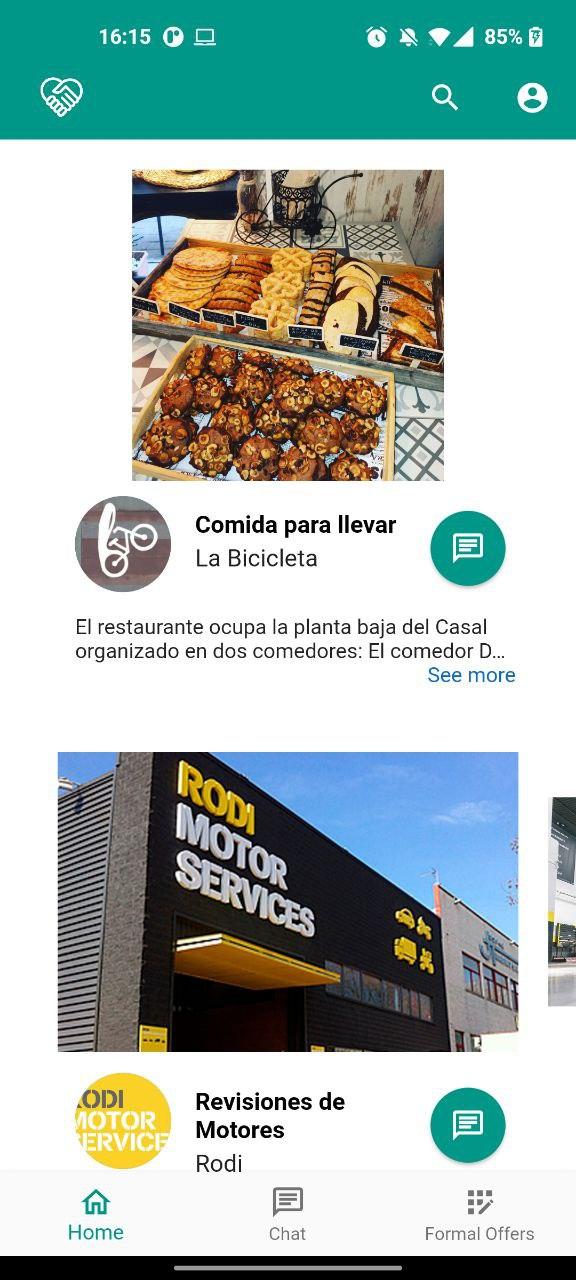 16:15
85%
Comida para llevar
La Bicicleta
El restaurante ocupa la planta baja del Casal
organizado en dos comedores: El comedor D...
See more
RODI
MOTOR
SERVICES
RODI
MOTOR
SERVICE
Revisiones de
Motores
Rodi
Home
Chat
Formal Offers